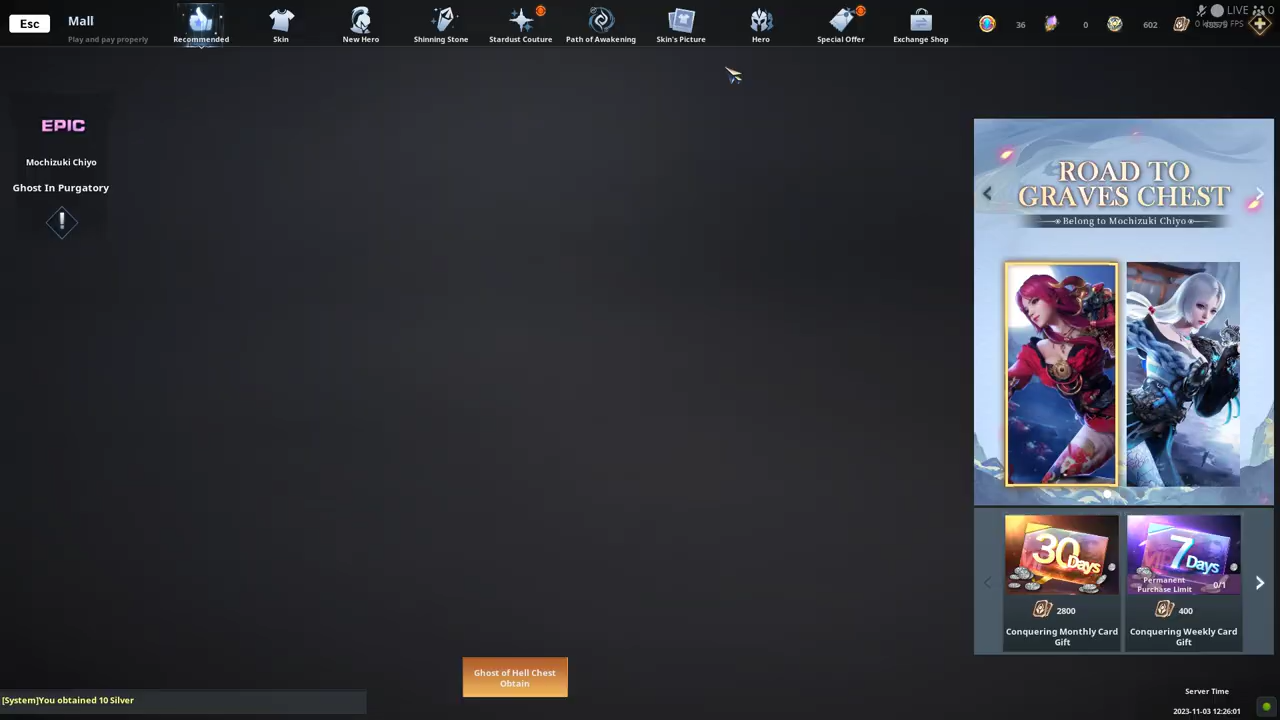 Esc
Mall
Play and pay properly
Recommended
Skin
New Hero
Shinning Stone
Stardust Couture
Path of Awakening
Skin's Picture
Hero
Special Offer
Exchange Shop
36
0
602
LIVE
0
FPS
EPIC
Mochizuki Chiyo
Ghost In Purgatory
!
ROAD TO
GRAVES CHEST
Belong to Mochizuki Chiyo
30
Days
7
Days
Permanent
Purchase Limit
0/1
2800
400
Conquering Monthly Card
Gift
Conquering Weekly Card
Gift
Ghost of Hell Chest
Obtain
[System]You obtained 10 Silver
Server Time
2023-11-03 12:26:01